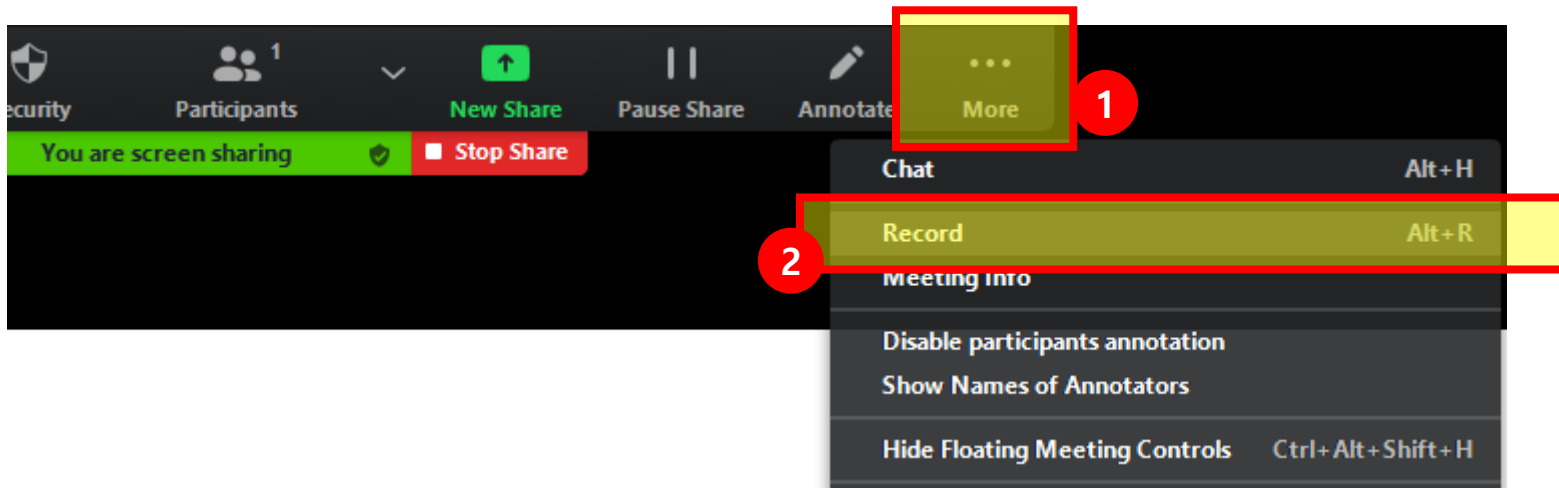 1
ecurity Participants New Share Pause Share Annotate More
1
You are screen sharing Stop Share
Chat Alt+H
Record Alt+R
2
Meeting Info
Disable participants annotation
Show Names of Annotators
Hide Floating Meeting Controls Ctrl+Alt+Shift+H